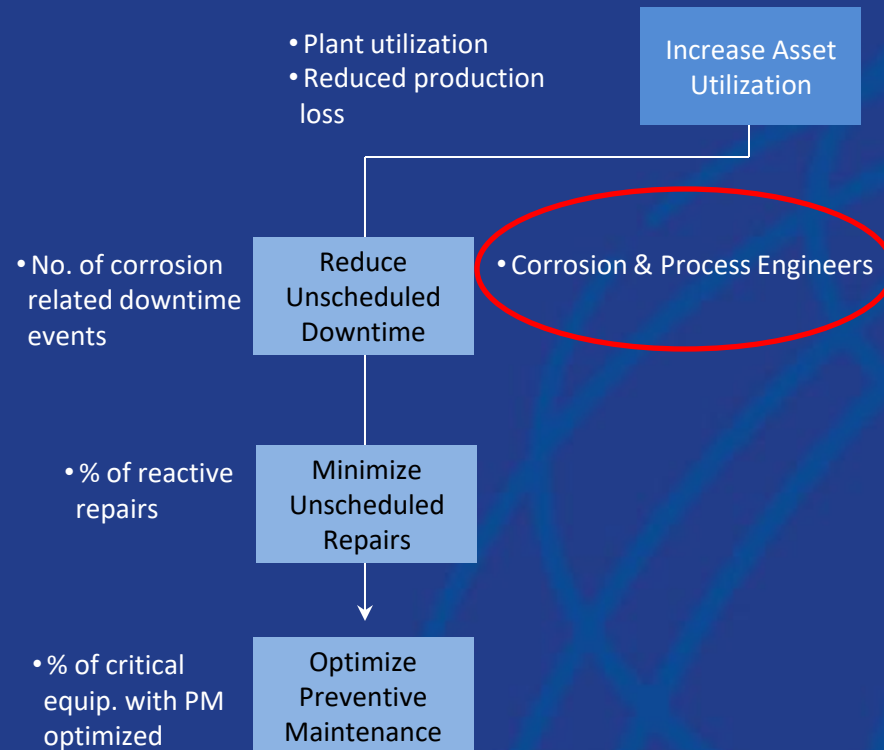 • Plant utilization
• Reduced production
loss
Increase Asset
Utilization
• No. of corrosion
related downtime
events
Reduce
Unscheduled
Downtime
• Corrosion & Process Engineers
• % of reactive
repairs
Minimize
Unscheduled
Repairs
• % of critical
equip. with PM
optimized
Optimize
Preventive
Maintenance